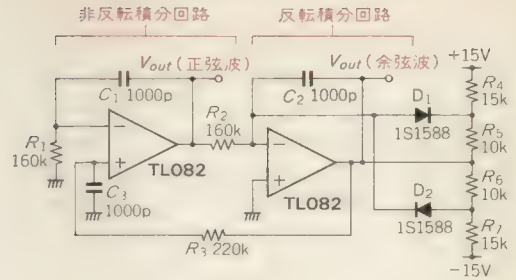 非反転積分回路
反転積分回路
Vout(正弦波)
Vout(余弦波)
+15V
C1
1000p
C2
1000p
R4
15k
R2
160k
D1
1S1588
R5
10k
R1
160k
TL082
TL082
R6
10k
D2
1S1588
C3
1000p
R7
15k
R3 220k
-15V